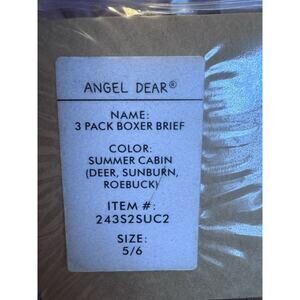 ANGEL DEAR®
NAME:
3 PACK BOXER BRIEF
COLOR:
SUMMER CABIN
(DEER, SUNBURN,
ROEBUCK)
ITEM #:
243S2SUC2
SIZE:
5/6